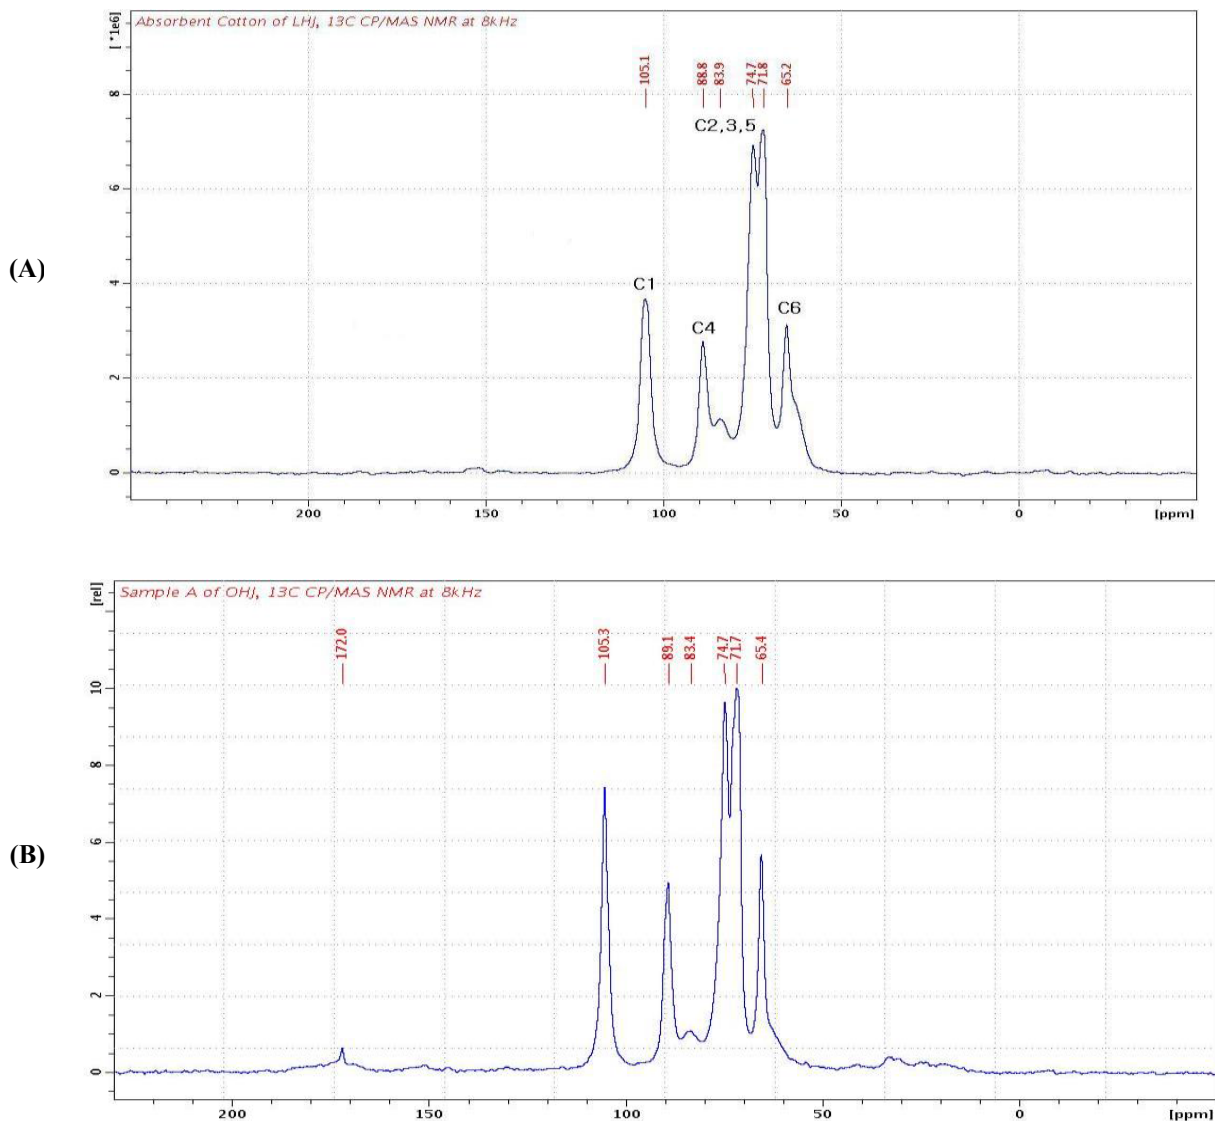 Absorbent Cotton of LHJ, 13C CP/MAS NMR at 8kHz
[ *1e6]
105.1
88.8
83.9
74.7
71.8
65.2
8
6
4
2
0
C2,3,5
C1
C4
C6
200
150
100
50
0
[ppm]
(A)
Sample A of OHJ, 13C CP/MAS NMR at 8kHz
[rel]
172.0
105.3
89.1
83.4
74.7
71.7
65.4
10
8
6
4
2
0
200
150
100
50
0
[ppm]
(B)